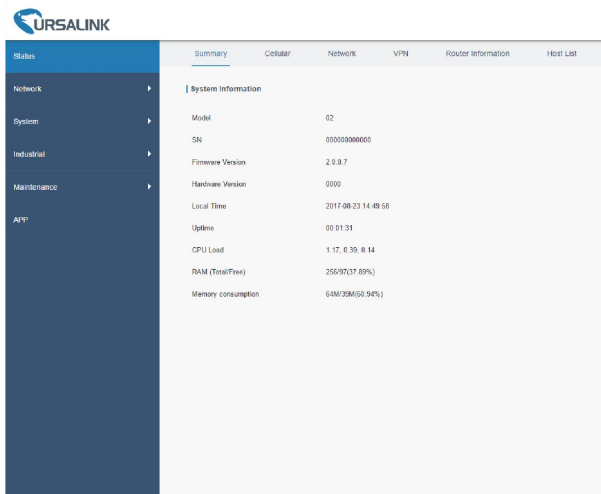 URSALINK
Status
Summary Cellular Network VPN Router Information Host List
Network
System Information
System
Model 02
SN 000000000000
Industrial
Firmware Version 2.0.0.7
Maintenance
Hardware Version 0000
Local Time 2017-08-23 14:49:58
APP
Uptime 00:01:31
CPU Load 1.17, 0.39, 0.14
RAM (Total/Free) 256/97(37.89%)
Memory consumption 64M/39M(60.94%)